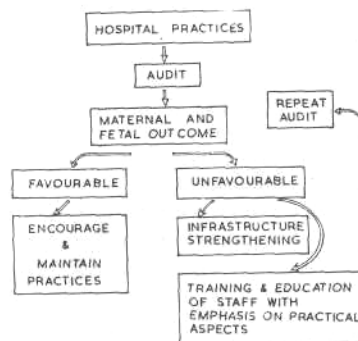 HOSPITAL PRACTICES
AUDIT
MATERNAL AND
FETAL OUTCOME
REPEAT
AUDIT
FAVOURABLE
UNFAVOURABLE
ENCOURAGE
&
MAINTAIN
PRACTICES
INFRASTRUCTURE
STRENGTHENING
TRAINING & EDUCATION
OF STAFF WITH
EMPHASIS ON PRACTICAL
ASPECTS